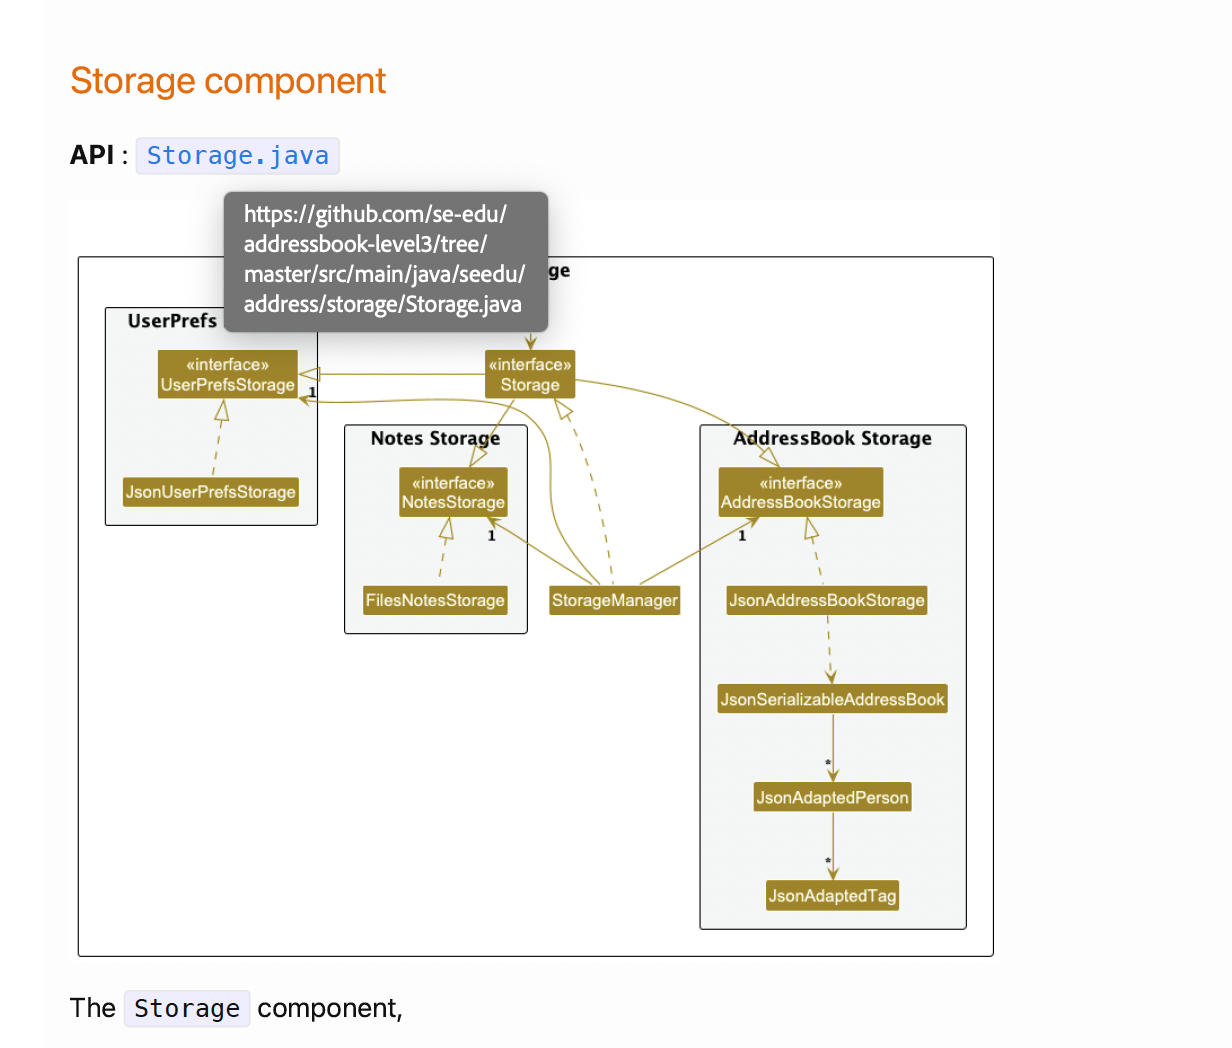 Storage component
API : Storage.java
https://github.com/se-edu/
addressbook-level3/tree/
master/src/main/java/seedu/
address/storage/Storage.java
ge
UserPrefs
«interface»
UserPrefsStorage
1
«interface»
Storage
JsonUserPrefsStorage
Notes Storage
«interface»
NotesStorage
1
FilesNotesStorage
StorageManager
AddressBook Storage
«interface»
AddressBookStorage
1
JsonAddressBookStorage
JsonSerializableAddressBook
*
JsonAdaptedPerson
*
JsonAdaptedTag
The Storage component,